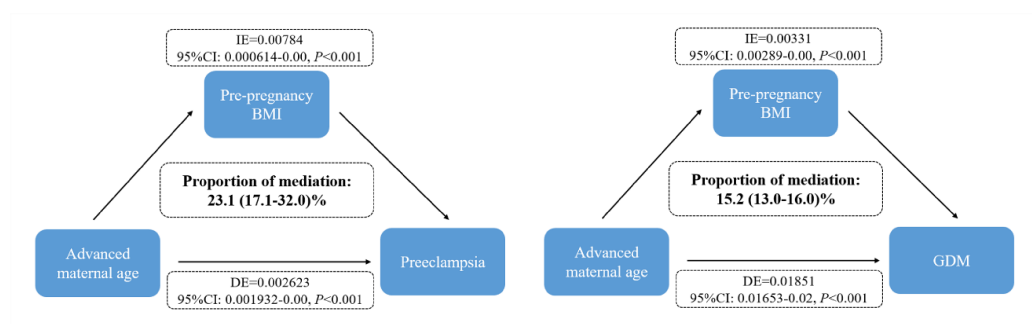 IE=0.00784
95%CI: 0.000614-0.00, P<0.001
Pre-pregnancy
BMI
Proportion of mediation:
23.1 (17.1-32.0)%
Advanced
maternal age
Preeclampsia
DE=0.002623
95%CI: 0.001932-0.00, P<0.001
IE=0.00331
95%CI: 0.00289-0.00, P<0.001
Pre-pregnancy
BMI
Proportion of mediation:
15.2 (13.0-16.0)%
Advanced
maternal age
GDM
DE=0.01851
95%CI: 0.01653-0.02, P<0.001